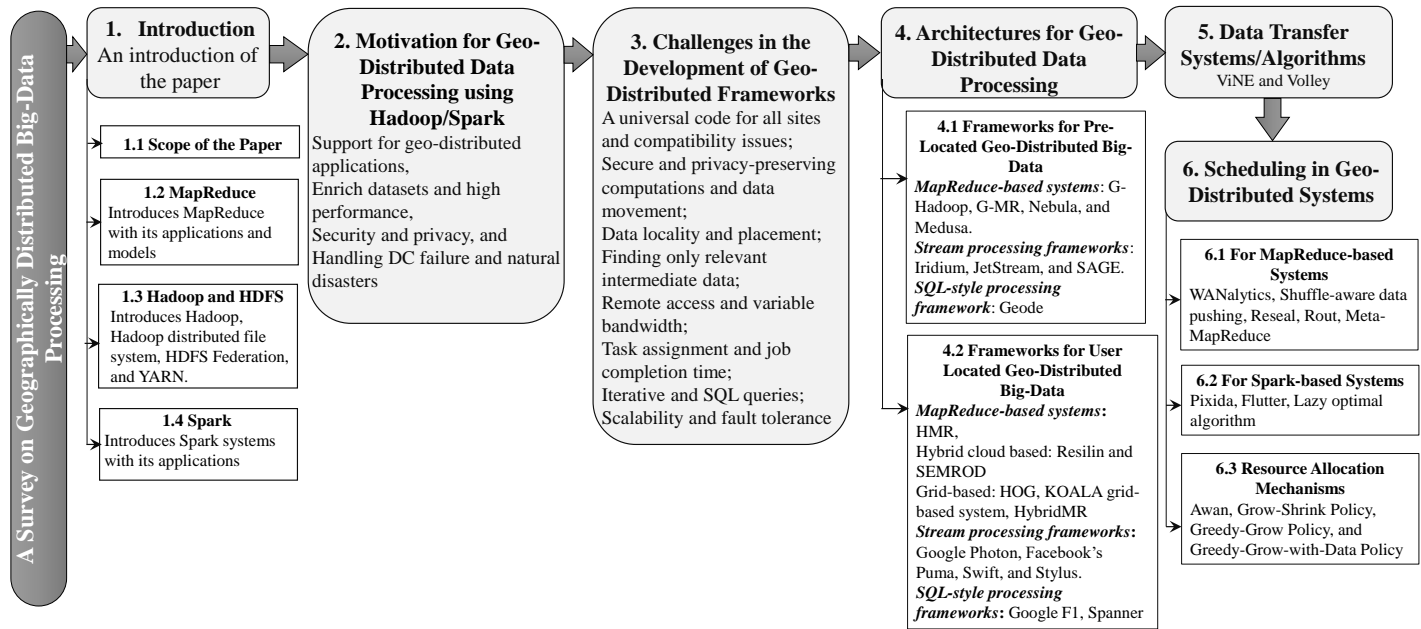 A Survey on Geographically Distributed Big-Data
Processing
1. Introduction
An introduction of
the paper
1.1 Scope of the Paper
1.2 MapReduce
Introduces MapReduce
with its applications and
models
1.3 Hadoop and HDFS
Introduces Hadoop,
Hadoop distributed file
system, HDFS Federation,
and YARN.
1.4 Spark
Introduces Spark systems
with its applications
2. Motivation for Geo-
Distributed Data
Processing using
Hadoop/Spark
Support for geo-distributed
applications,
Enrich datasets and high
performance,
Security and privacy, and
Handling DC failure and natural
disasters
3. Challenges in the
Development of Geo-
Distributed Frameworks
A universal code for all sites
and compatibility issues;
Secure and privacy-preserving
computations and data
movement;
Data locality and placement;
Finding only relevant
intermediate data;
Remote access and variable
bandwidth;
Task assignment and job
completion time;
Iterative and SQL queries;
Scalability and fault tolerance
4. Architectures for Geo-
Distributed Data
Processing
4.1 Frameworks for Pre-
Located Geo-Distributed Big-
Data
MapReduce-based systems: G-
Hadoop, G-MR, Nebula, and
Medusa.
Stream processing frameworks:
Iridium, JetStream, and SAGE.
SQL-style processing
framework: Geode
4.2 Frameworks for User
Located Geo-Distributed
Big-Data
MapReduce-based systems:
HMR,
Hybrid cloud based: Resilin and
SEMROD
Grid-based: HOG, KOALA grid-
based system, HybridMR
Stream processing frameworks:
Google Photon, Facebook's
Puma, Swift, and Stylus.
SQL-style processing
frameworks: Google F1, Spanner
5. Data Transfer
Systems/Algorithms
ViNE and Volley
6. Scheduling in Geo-
Distributed Systems
6.1 For MapReduce-based
Systems
WANalytics, Shuffle-aware data
pushing, Reseal, Rout, Meta-
MapReduce
6.2 For Spark-based Systems
Pixida, Flutter, Lazy optimal
algorithm
6.3 Resource Allocation
Mechanisms
Awan, Grow-Shrink Policy,
Greedy-Grow Policy, and
Greedy-Grow-with-Data Policy